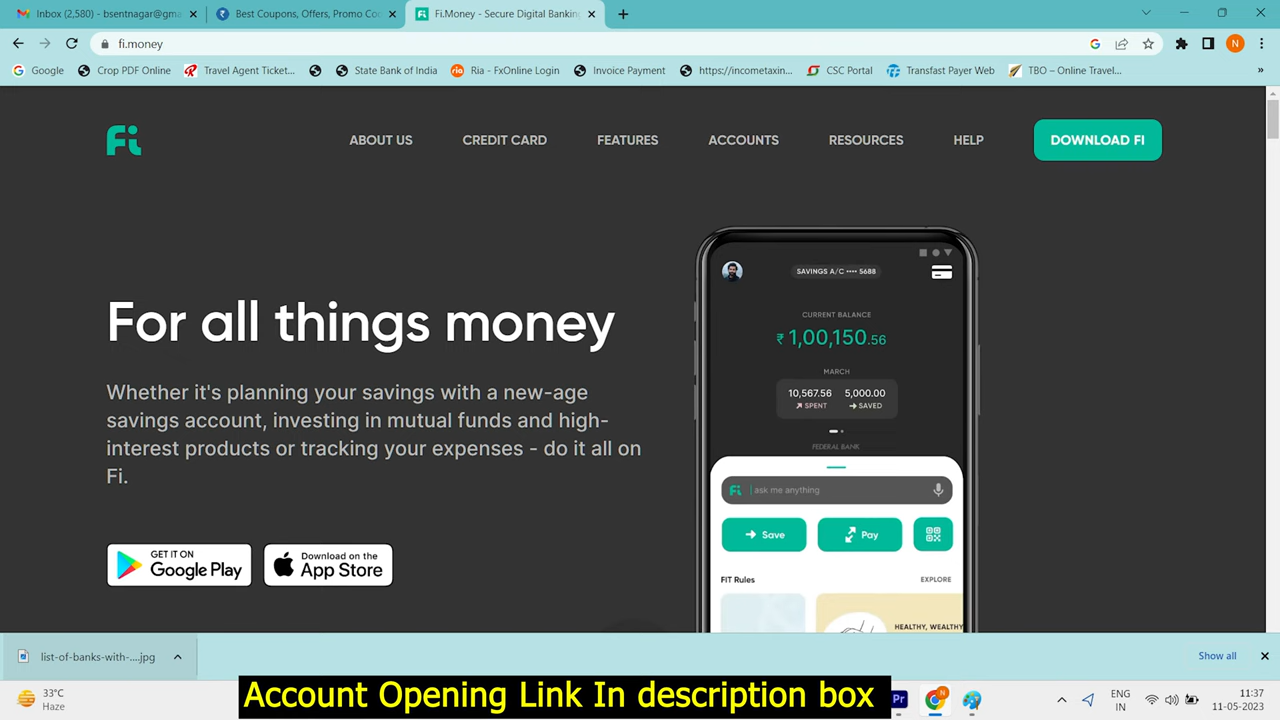 Inbox (2,580) - bsentnagar@gma
Best Coupons, Offers, Promo Co
Fi.Money - Secure Digital Banking
fi.money
N
Google
Crop PDF Online
Travel Agent Ticket...
State Bank of India
Ria - FxOnline Login
Invoice Payment
https://incometaxin...
CSC Portal
Transfast Payer Web
TBO – Online Travel...
Fi
ABOUT US
CREDIT CARD
FEATURES
ACCOUNTS
RESOURCES
HELP
DOWNLOAD FI
For all things money
Whether it's planning your savings with a new-age
savings account, investing in mutual funds and high-
interest products or tracking your expenses - do it all on
Fi.
GET IT ON
Google Play
Download on the
App Store
SAVINGS A/C •••• 5688
CURRENT BALANCE
₹ 1,00,150.56
MARCH
10,567.56 5,000.00
SPENT SAVED
FEDERAL BANK
Fi ask me anything
Save
Pay
FIT Rules
EXPLORE
HEALTHY, WEALTHY
list-of-banks-with-....jpg
Show all
33°C
Haze
Account Opening Link In description box
Pr
N
ENG
IN
11:37
11-05-2023